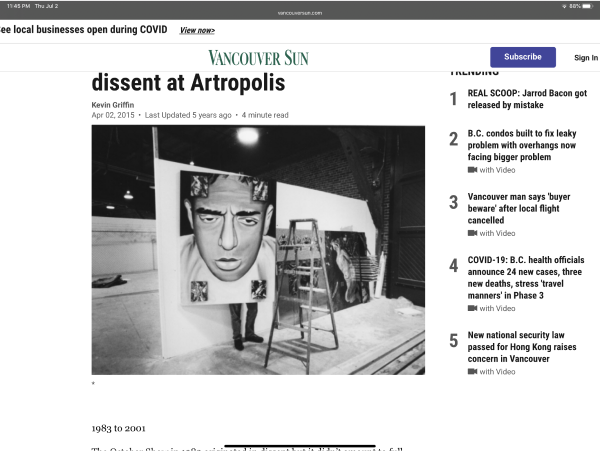 11:45 PM Thu Jul 2
vancouversun.com
68%
ee local businesses open during COVID View now>
VANCOUVER SUN
Subscribe
Sign In
dissent at Artropolis
Kevin Griffin
Apr 02, 2015 • Last Updated 5 years ago • 4 minute read
*
1983 to 2001
TRENDING
1
REAL SCOOP: Jarrod Bacon got
released by mistake
2
B.C. condos built to fix leaky
problem with overhangs now
facing bigger problem
with Video
3
Vancouver man says 'buyer
beware' after local flight
cancelled
with Video
4
COVID-19: B.C. health officials
announce 24 new cases, three
new deaths, stress 'travel
manners' in Phase 3
with Video
5
New national security law
passed for Hong Kong raises
concern in Vancouver
with Video